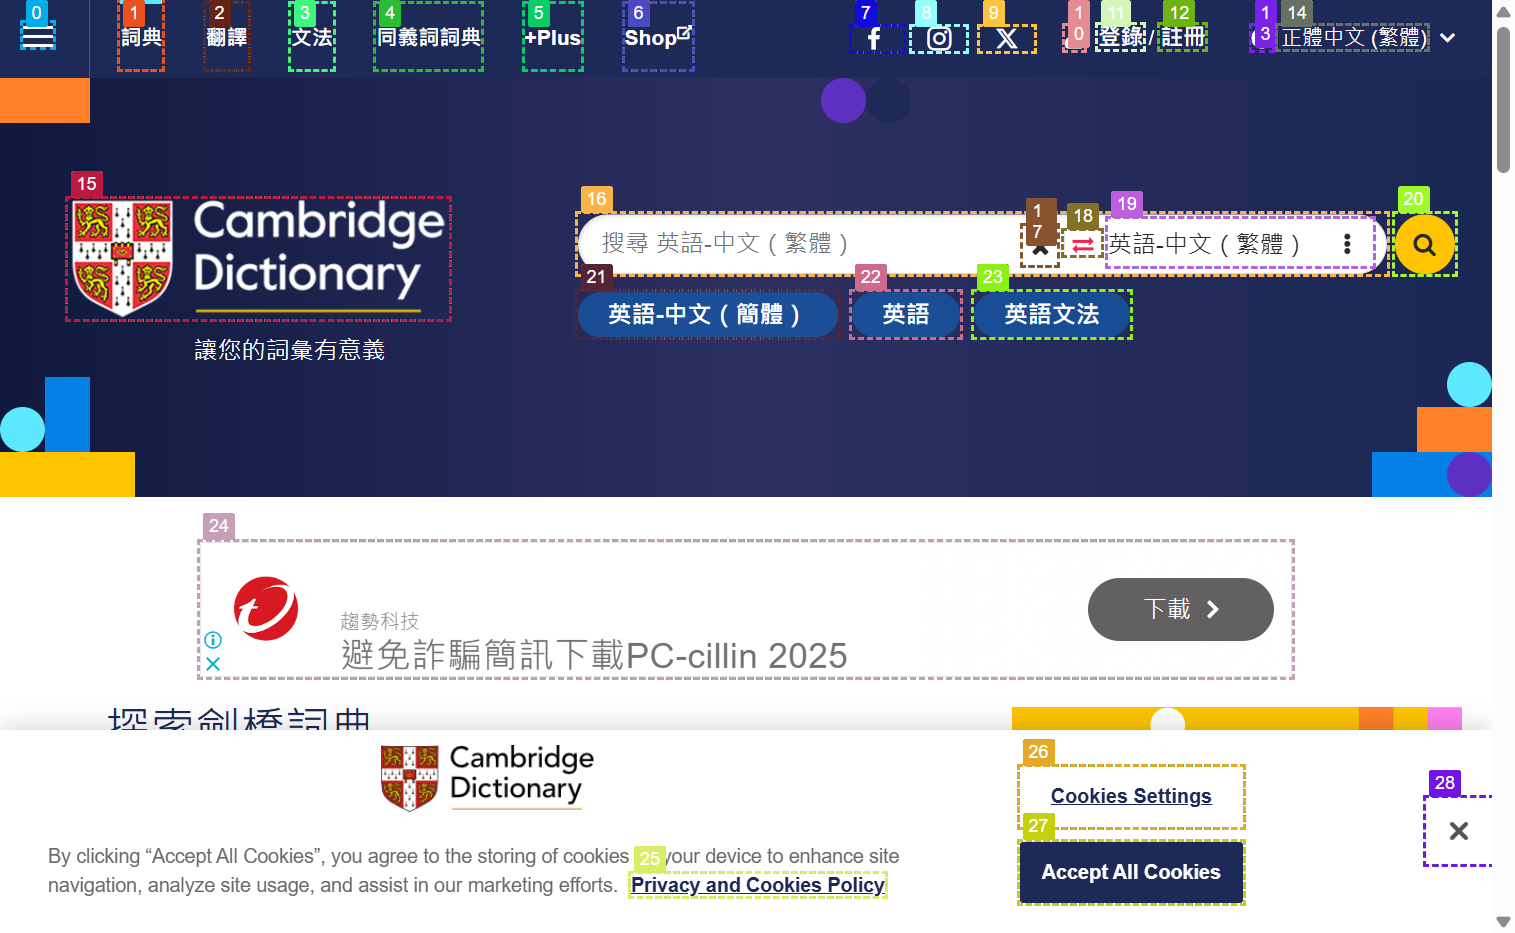 0 1 2 3 4 5 6 7 8 9 10 11 12 13 14
詞典 翻譯 文法 同義詞詞典 +Plus Shop 登錄 / 註冊 正體中文 (繁體)
15 16 17 18 19 20
Cambridge
Dictionary
讓您的詞彙有意義
搜尋 英語-中文（繁體） 英語-中文（繁體）
21 22 23
英語-中文（簡體） 英語 英語文法
24
趨勢科技
避免詐騙簡訊下載PC-cillin 2025
下載
探索劍橋詞典
Cambridge
Dictionary
By clicking “Accept All Cookies”, you agree to the storing of cookies 25 your device to enhance site
navigation, analyze site usage, and assist in our marketing efforts. Privacy and Cookies Policy
26
Cookies Settings
27
Accept All Cookies
28